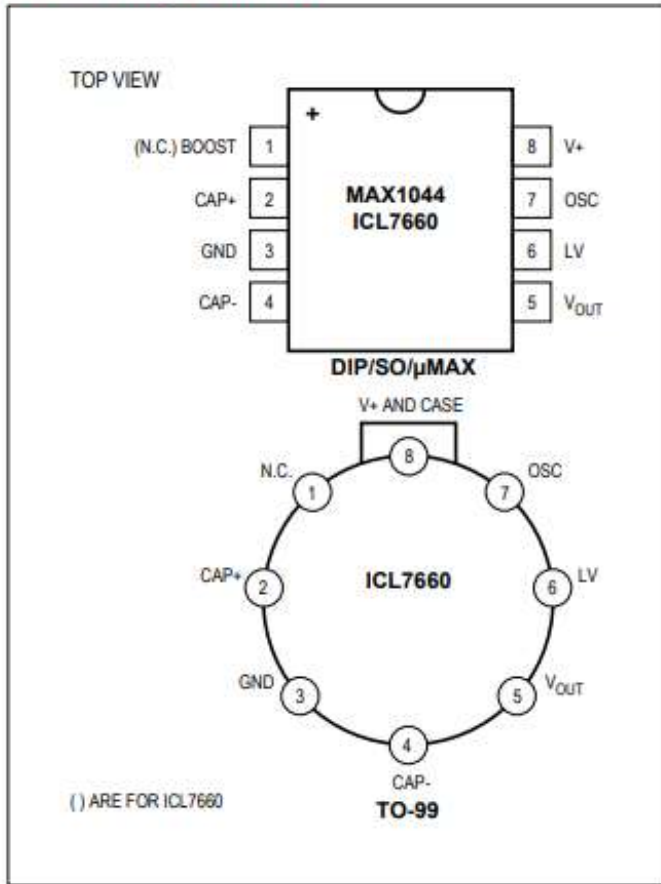 TOP VIEW
+
(N.C.) BOOST 1
8 V+
CAP+ 2
7 OSC
MAX1044
ICL7660
GND 3
6 LV
CAP- 4
5 VOUT
DIP/SO/µMAX
V+ AND CASE
8
N.C.
1
OSC
7
CAP+ 2
ICL7660
6 LV
GND
3
VOUT
5
4
CAP-
TO-99
( ) ARE FOR ICL7660